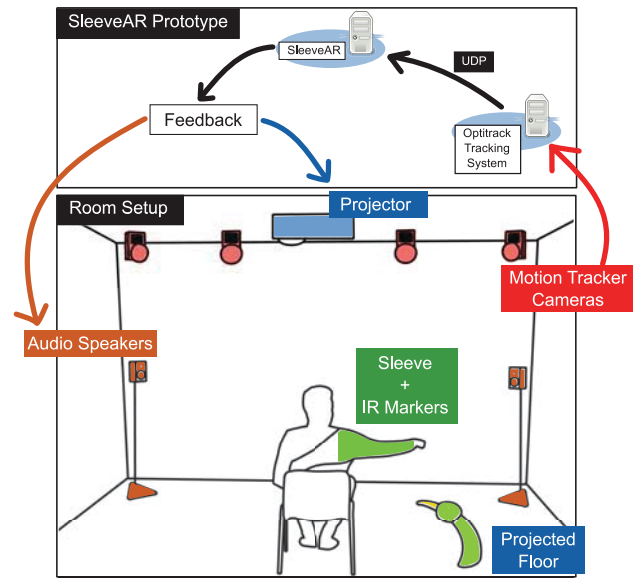 SleeveAR Prototype
SleeveAR
UDP
Feedback
Optitrack
Tracking
System
Room Setup
Projector
Motion Tracker
Cameras
Audio Speakers
Sleeve
+
IR Markers
Projected
Floor